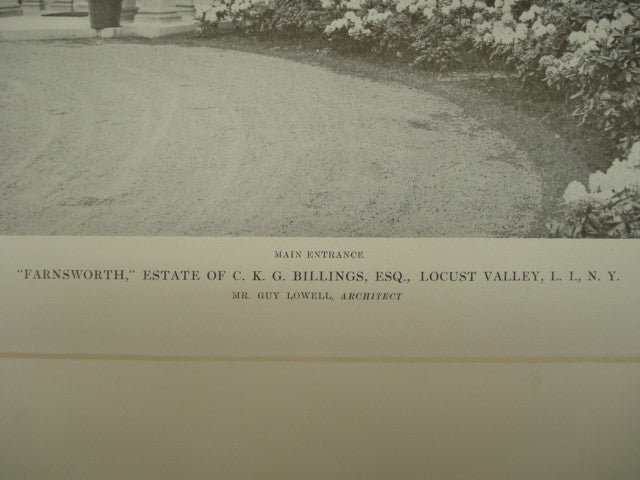 MAIN ENTRANCE
"FARNSWORTH," ESTATE OF C. K. G. BILLINGS, ESQ., LOCUST VALLEY, L. I., N. Y.
MR. GUY LOWELL, ARCHITECT